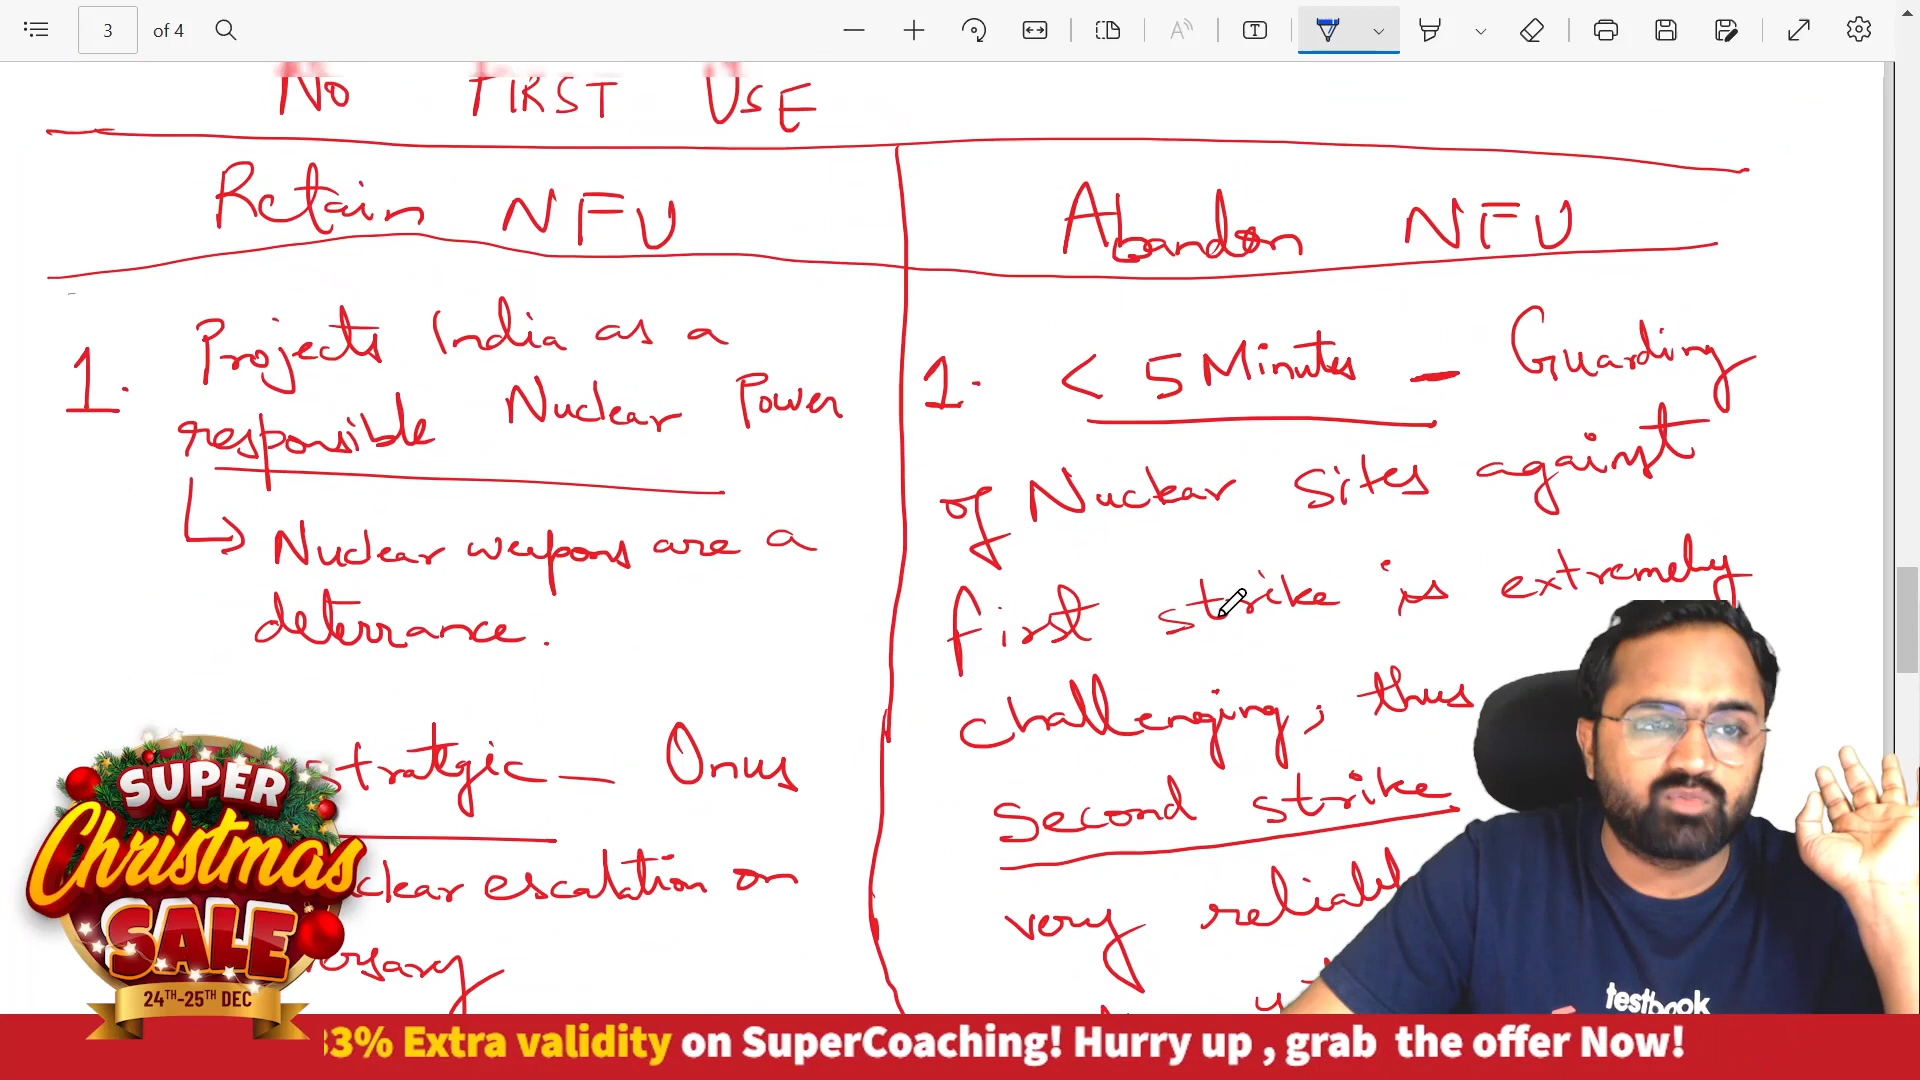 3 of 4
No FIRST USE
Retain NFU
1. Projects India as a
responsible Nuclear Power
↳ Nuclear weapons are a
deterrance.
stratgic — Onus
clear escalation on
ersary
Abandon NFU
1. < 5 Minutes — Guarding
of Nuclear Sites against
first strike is extremely
challenging, thus
second strike
very
SUPER
Christmas
SALE
24TH-25TH DEC
testbook
33% Extra validity on SuperCoaching! Hurry up , grab the offer Now!